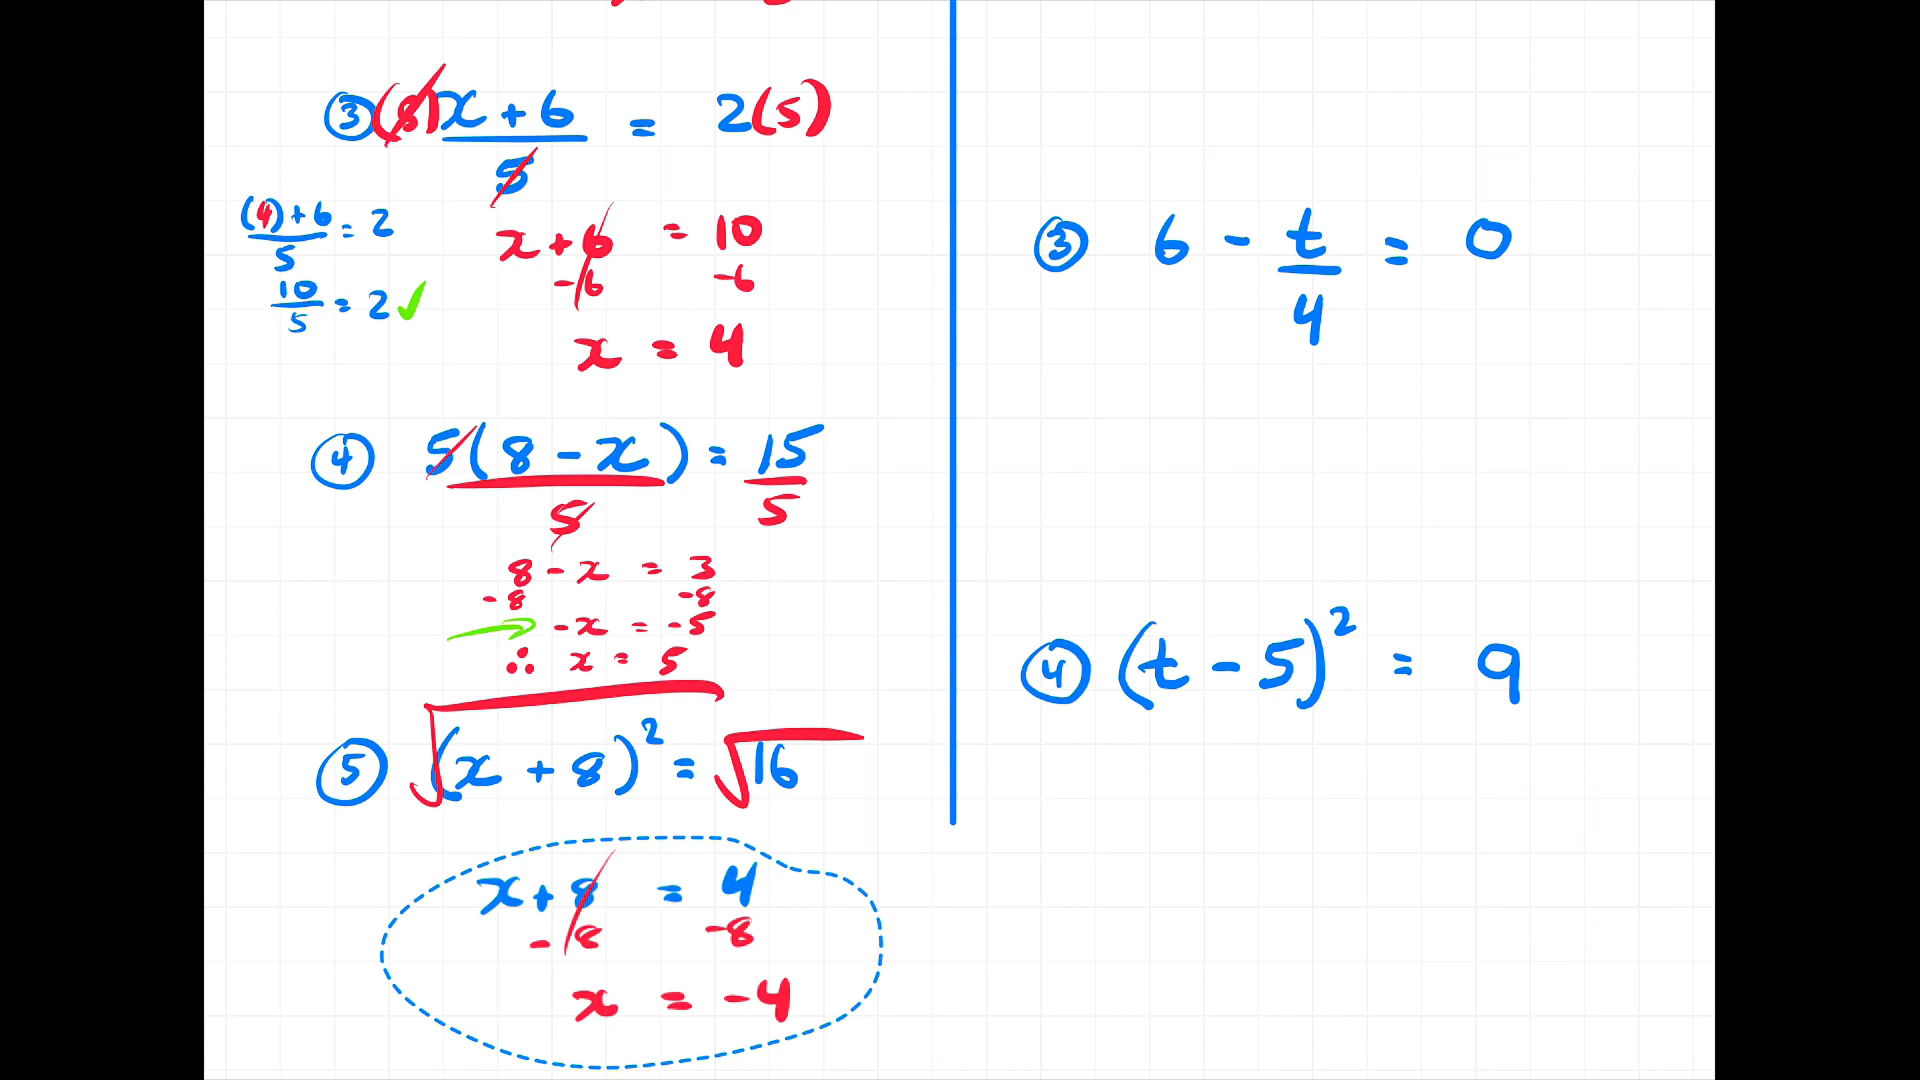 ③ (5) x + 6 / 5 = 2(5)
(4) + 6 / 5 = 2
10 / 5 = 2 ✓
x + 6 = 10
-6 -6
x = 4
④ 5(8 - x) / 5 = 15 / 5
8 - x = 3
-8 -8
-x = -5
∴ x = 5
⑤ √(x + 8)² = √16
x + 8 = 4
-8 -8
x = -4
③ 6 - t/4 = 0
④ (t - 5)² = 9